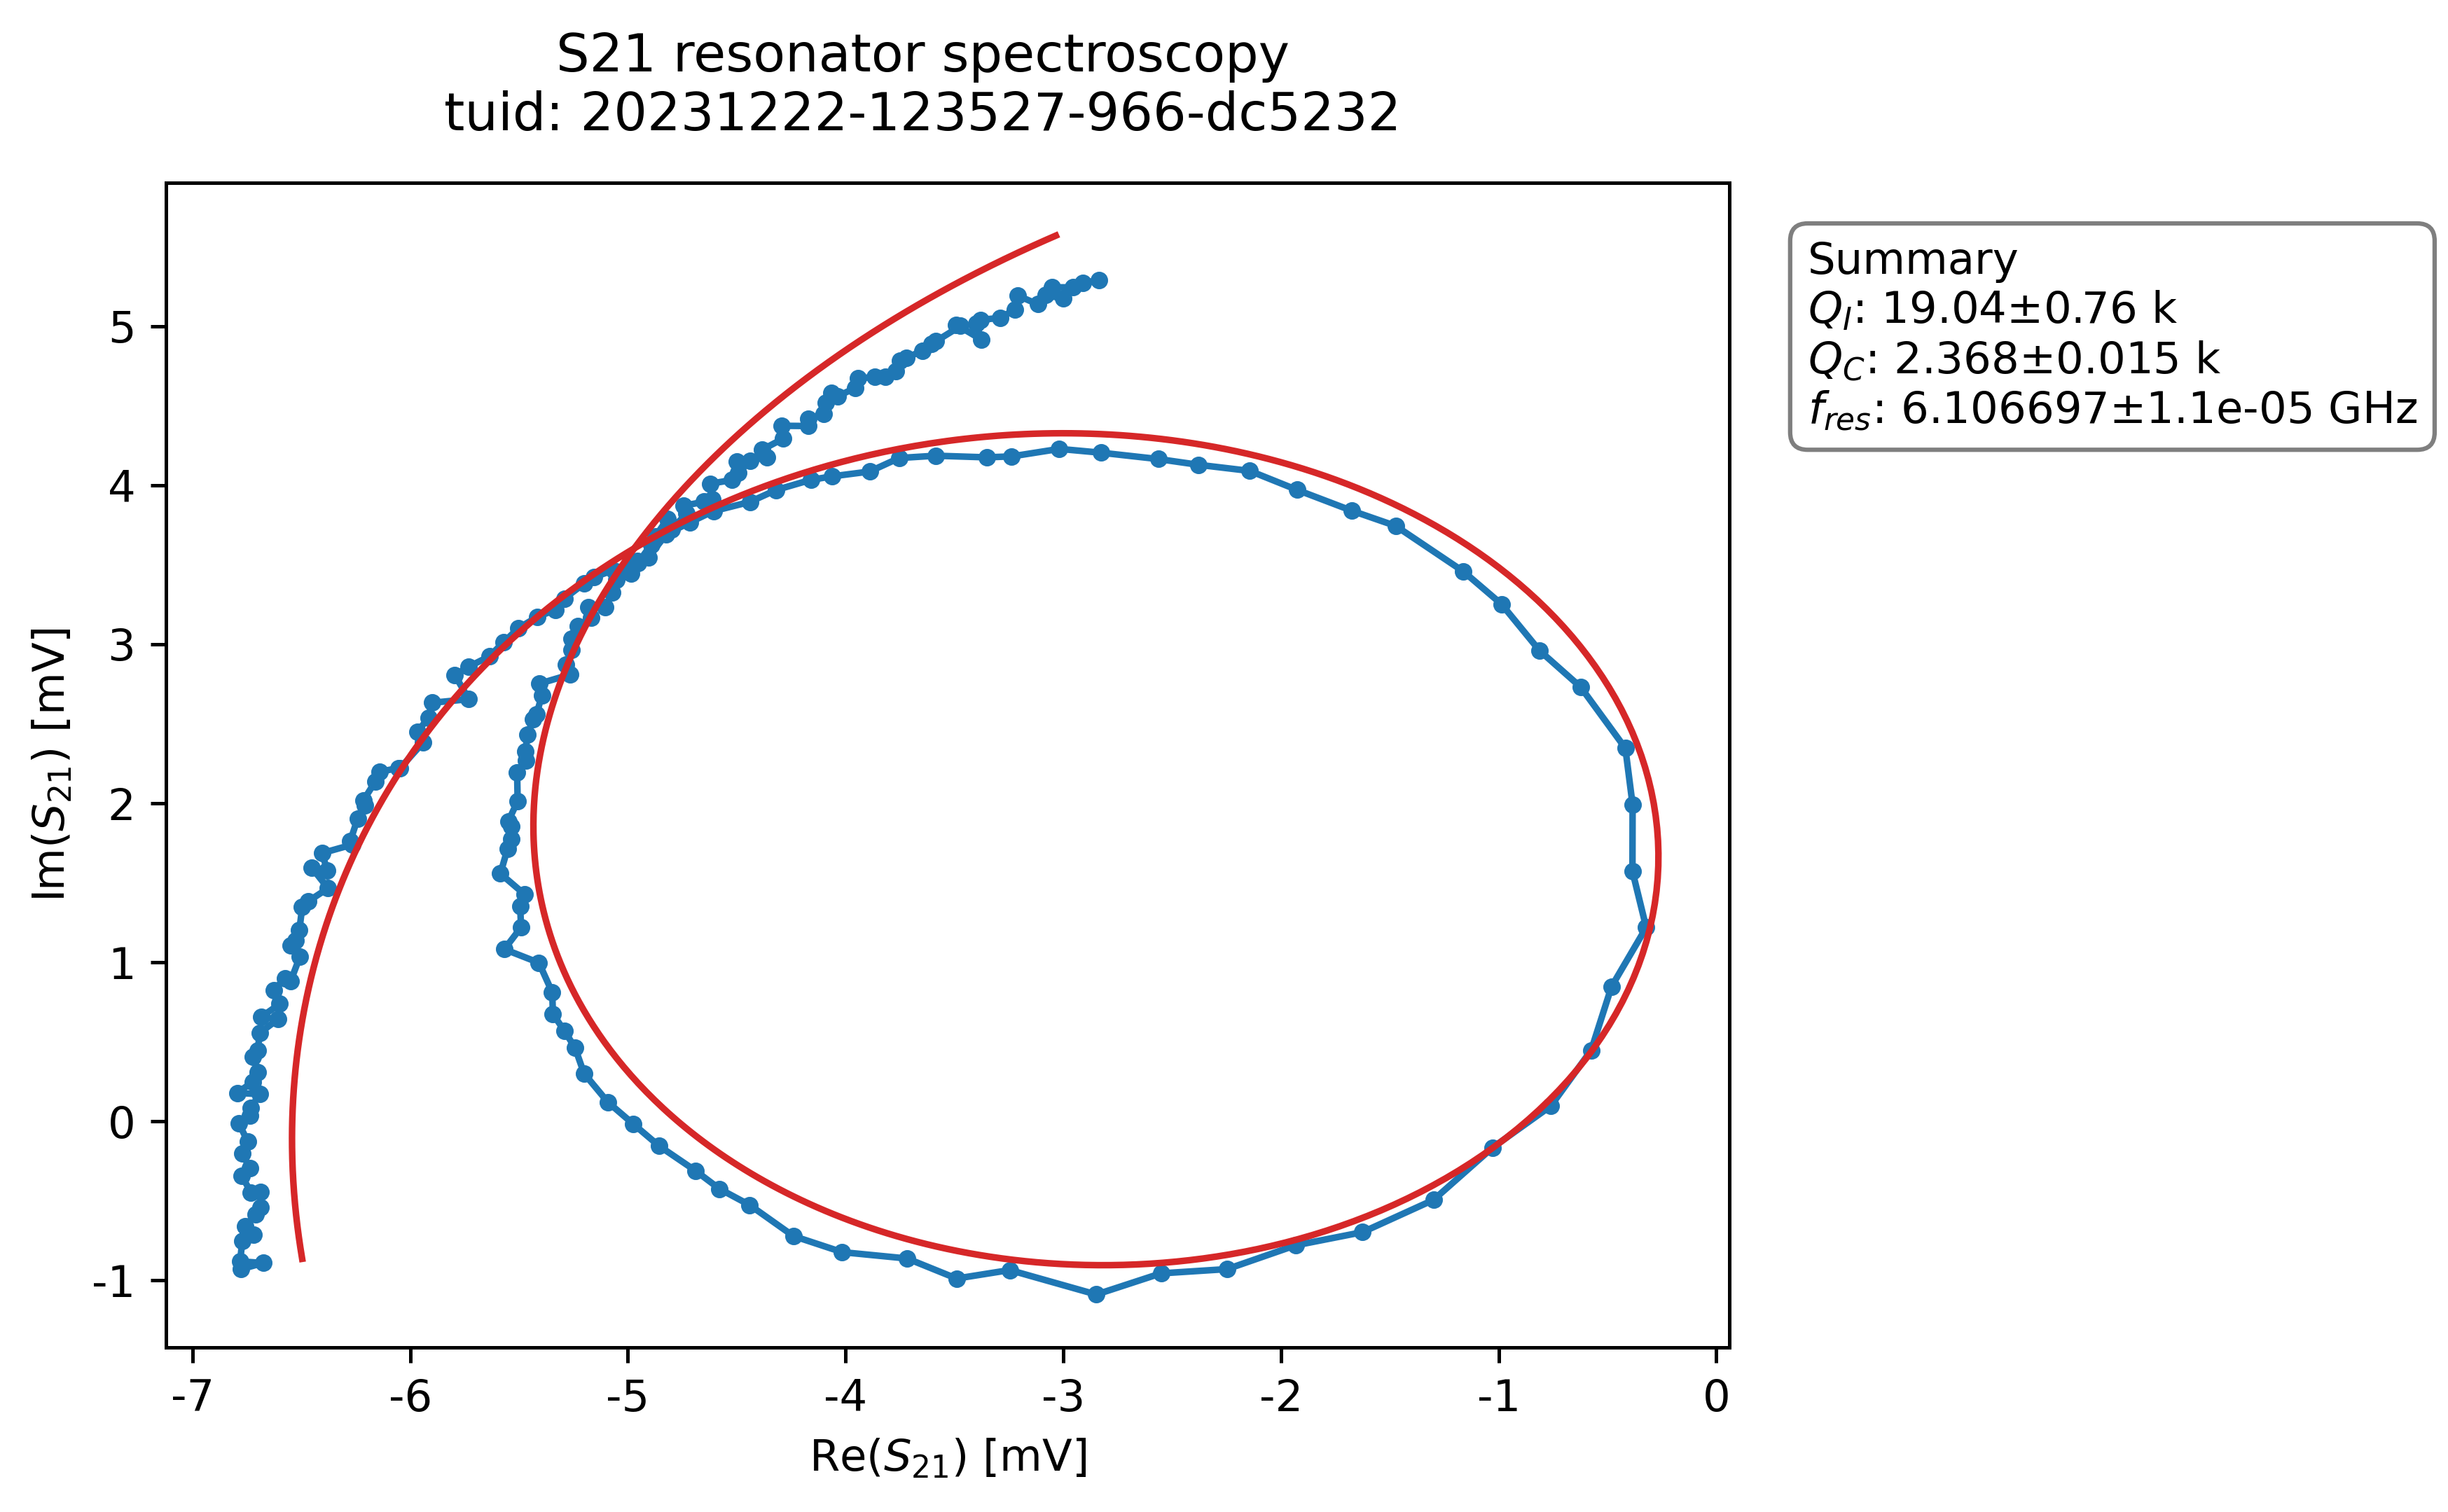 S21 resonator spectroscopy
tuid: 20231222-123527-966-dc5232
Im(S₂₁) [mV]
5
4
3
2
1
0
-1
-7 -6 -5 -4 -3 -2 -1 0
Re(S₂₁) [mV]
Summary
Q_I: 19.04±0.76 k
Q_C: 2.368±0.015 k
f_res: 6.106697±1.1e-05 GHz